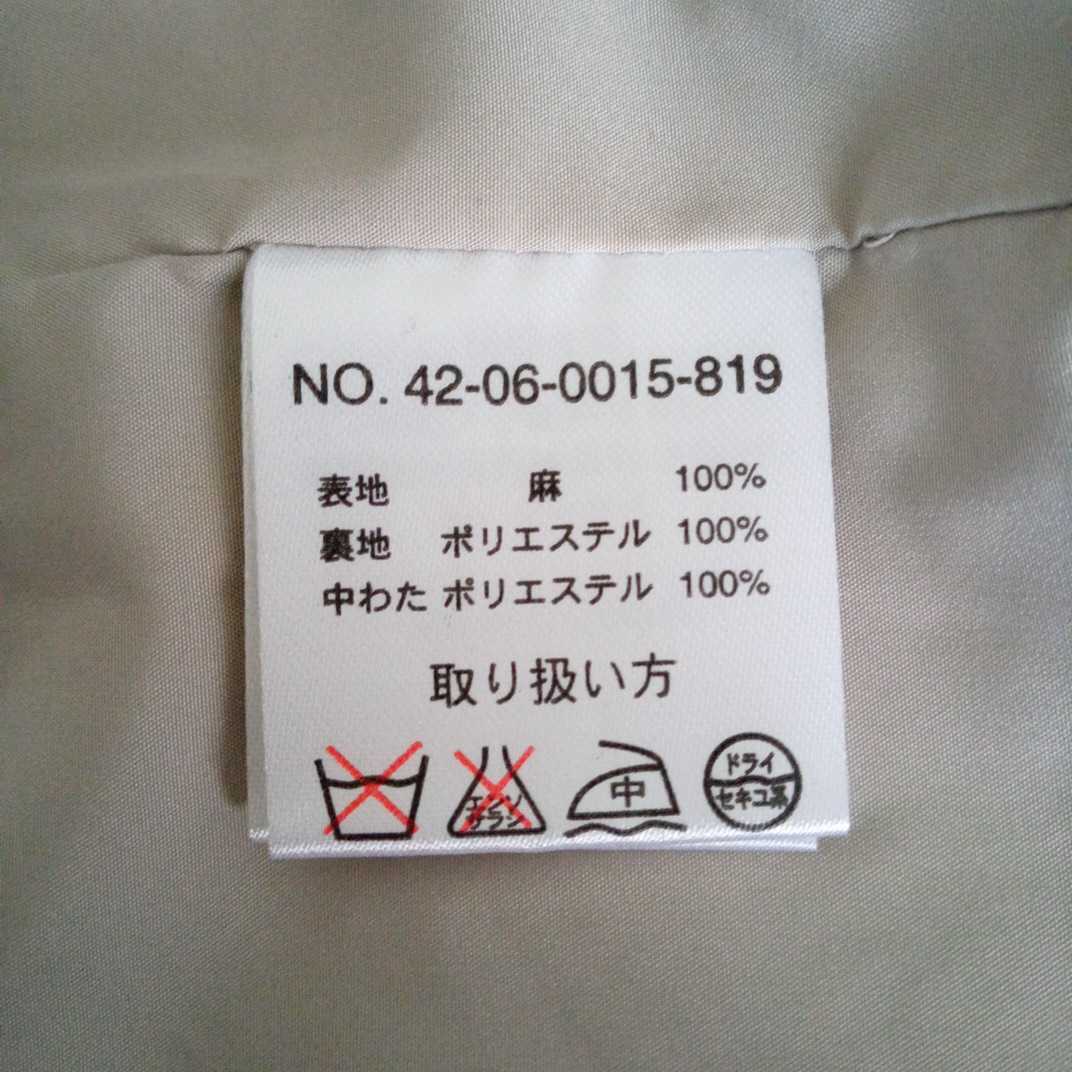 NO. 42-06-0015-819
表地 麻 100%
裏地 ポリエステル 100%
中わた ポリエステル 100%
取り扱い方
エンソ
サラシ
中
ドライ
セキユ系